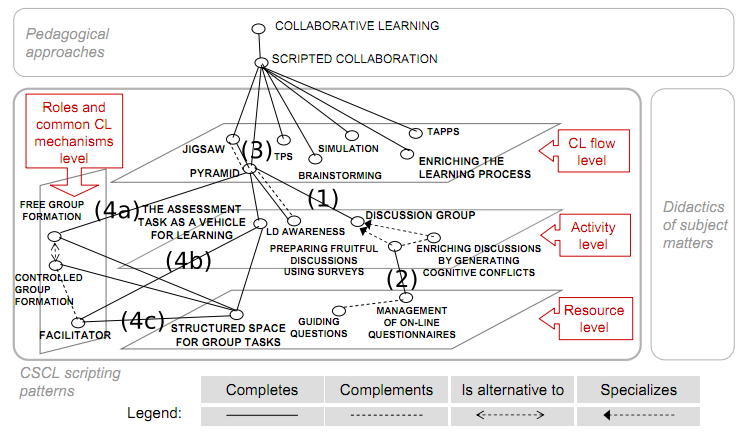 Pedagogical
approaches
COLLABORATIVE LEARNING
SCRIPTED COLLABORATION
Roles and
common CL
mechanisms
level
JIGSAW
(3)
TPS
SIMULATION
TAPPS
CL flow
level
PYRAMID
BRAINSTORMING
ENRICHING THE
LEARNING PROCESS
FREE GROUP
FORMATION
(4a)
THE ASSESSMENT
TASK AS A VEHICLE
FOR LEARNING
(1)
LD AWARENESS
DISCUSSION GROUP
Activity
level
Didactics
of subject
matters
PREPARING FRUITFUL
DISCUSSIONS
USING SURVEYS
ENRICHING DISCUSSIONS
BY GENERATING
COGNITIVE CONFLICTS
(4b)
(2)
CONTROLLED
GROUP
FORMATION
FACILITATOR
(4c)
STRUCTURED SPACE
FOR GROUP TASKS
GUIDING
QUESTIONS
MANAGEMENT
OF ON-LINE
QUESTIONNAIRES
Resource
level
CSCL scripting
patterns
Completes
Complements
Is alternative to
Specializes
Legend: